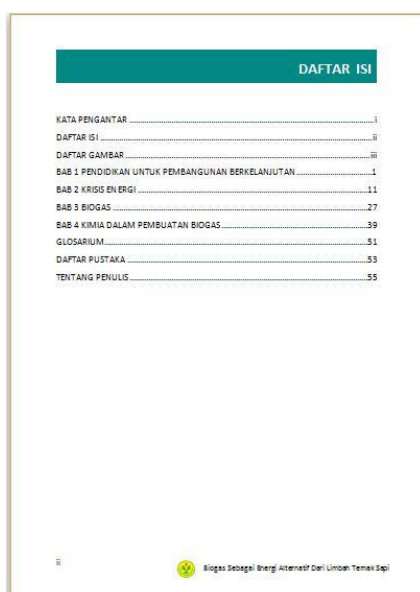 DAFTAR ISI
KATA PENGANTAR ........................ i
DAFTAR ISI ........................ ii
DAFTAR GAMBAR ........................ iii
BAB 1 PENDIDIKAN UNTUK PEMBANGUNAN BERKELANJUTAN ........................ 1
BAB 2 KRISIS ENERGI ........................ 11
BAB 3 BIOGAS ........................ 27
BAB 4 KIMIA DALAM PEMBUATAN BIOGAS ........................ 39
GLOSARIUM ........................ 51
DAFTAR PUSTAKA ........................ 53
TENTANG PENULIS ........................ 55
ii
Biogas Sebagai Energi Alternatif Dari Limbah Ternak Sapi